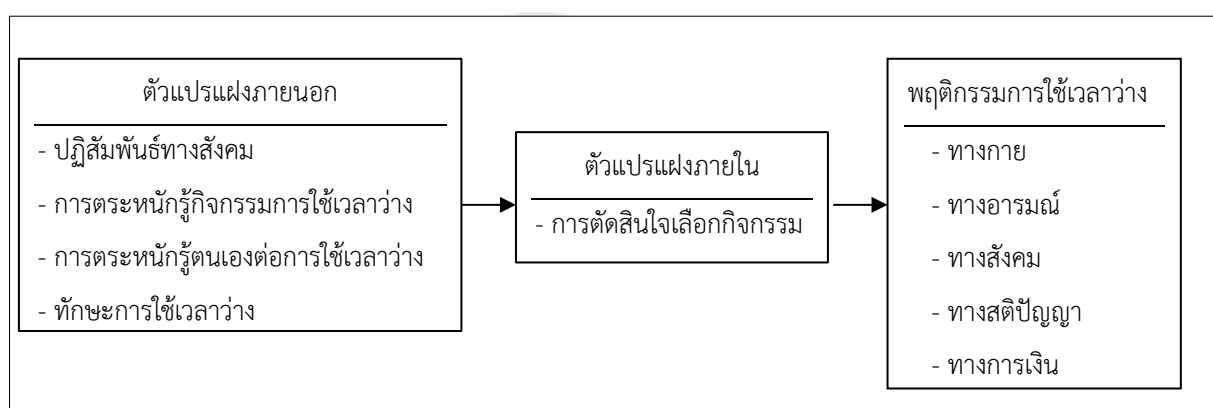 ตัวแปรแฝงภายนอก
- ปฏิสัมพันธ์ทางสังคม
- การตระหนักรู้กิจกรรมการใช้เวลาว่าง
- การตระหนักรู้ตนเองต่อการใช้เวลาว่าง
- ทักษะการใช้เวลาว่าง
ตัวแปรแฝงภายใน
- การตัดสินใจเลือกกิจกรรม
พฤติกรรมการใช้เวลาว่าง
- ทางกาย
- ทางอารมณ์
- ทางสังคม
- ทางสติปัญญา
- ทางการเงิน